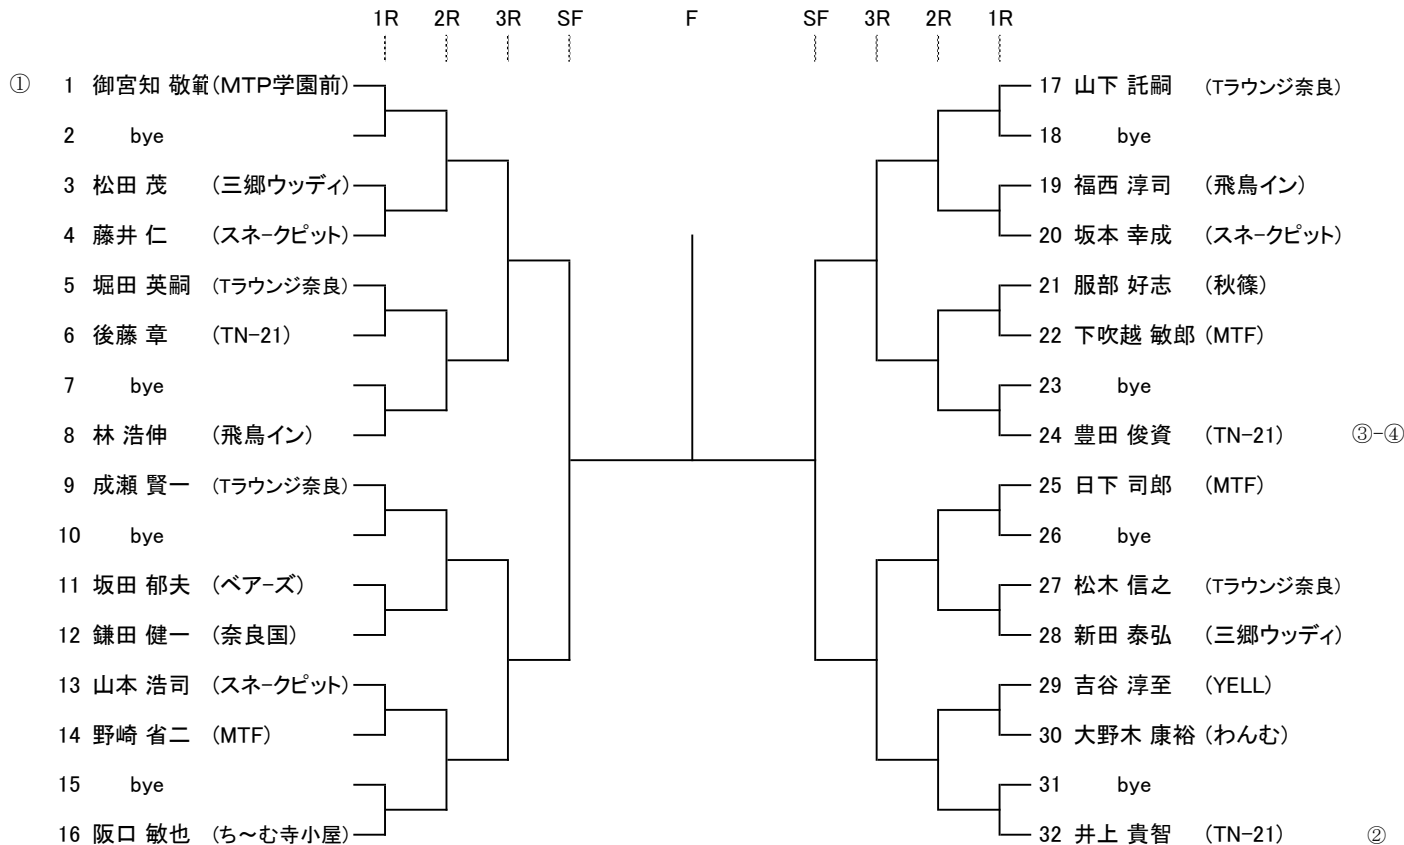 1R 2R 3R SF F SF 3R 2R 1R
① 1 御宮知 敬範(MTP学園前) 17 山下 託嗣 (Tラウンジ奈良)
2 bye 18 bye
3 松田 茂 (三郷ウッディ) 19 福西 淳司 (飛鳥イン)
4 藤井 仁 (スネークピット) 20 坂本 幸成 (スネークピット)
5 堀田 英嗣 (Tラウンジ奈良) 21 服部 好志 (秋篠)
6 後藤 章 (TN-21) 22 下吹越 敏郎 (MTF)
7 bye 23 bye
8 林 浩伸 (飛鳥イン) 24 豊田 俊資 (TN-21) ③-④
9 成瀬 賢一 (Tラウンジ奈良) 25 日下 司郎 (MTF)
10 bye 26 bye
11 坂田 郁夫 (ベアーズ) 27 松木 信之 (Tラウンジ奈良)
12 鎌田 健一 (奈良国) 28 新田 泰弘 (三郷ウッディ)
13 山本 浩司 (スネークピット) 29 吉谷 淳至 (YELL)
14 野崎 省二 (MTF) 30 大野木 康裕 (わんむ)
15 bye 31 bye
16 阪口 敏也 (ち～む寺小屋) 32 井上 貴智 (TN-21) ②